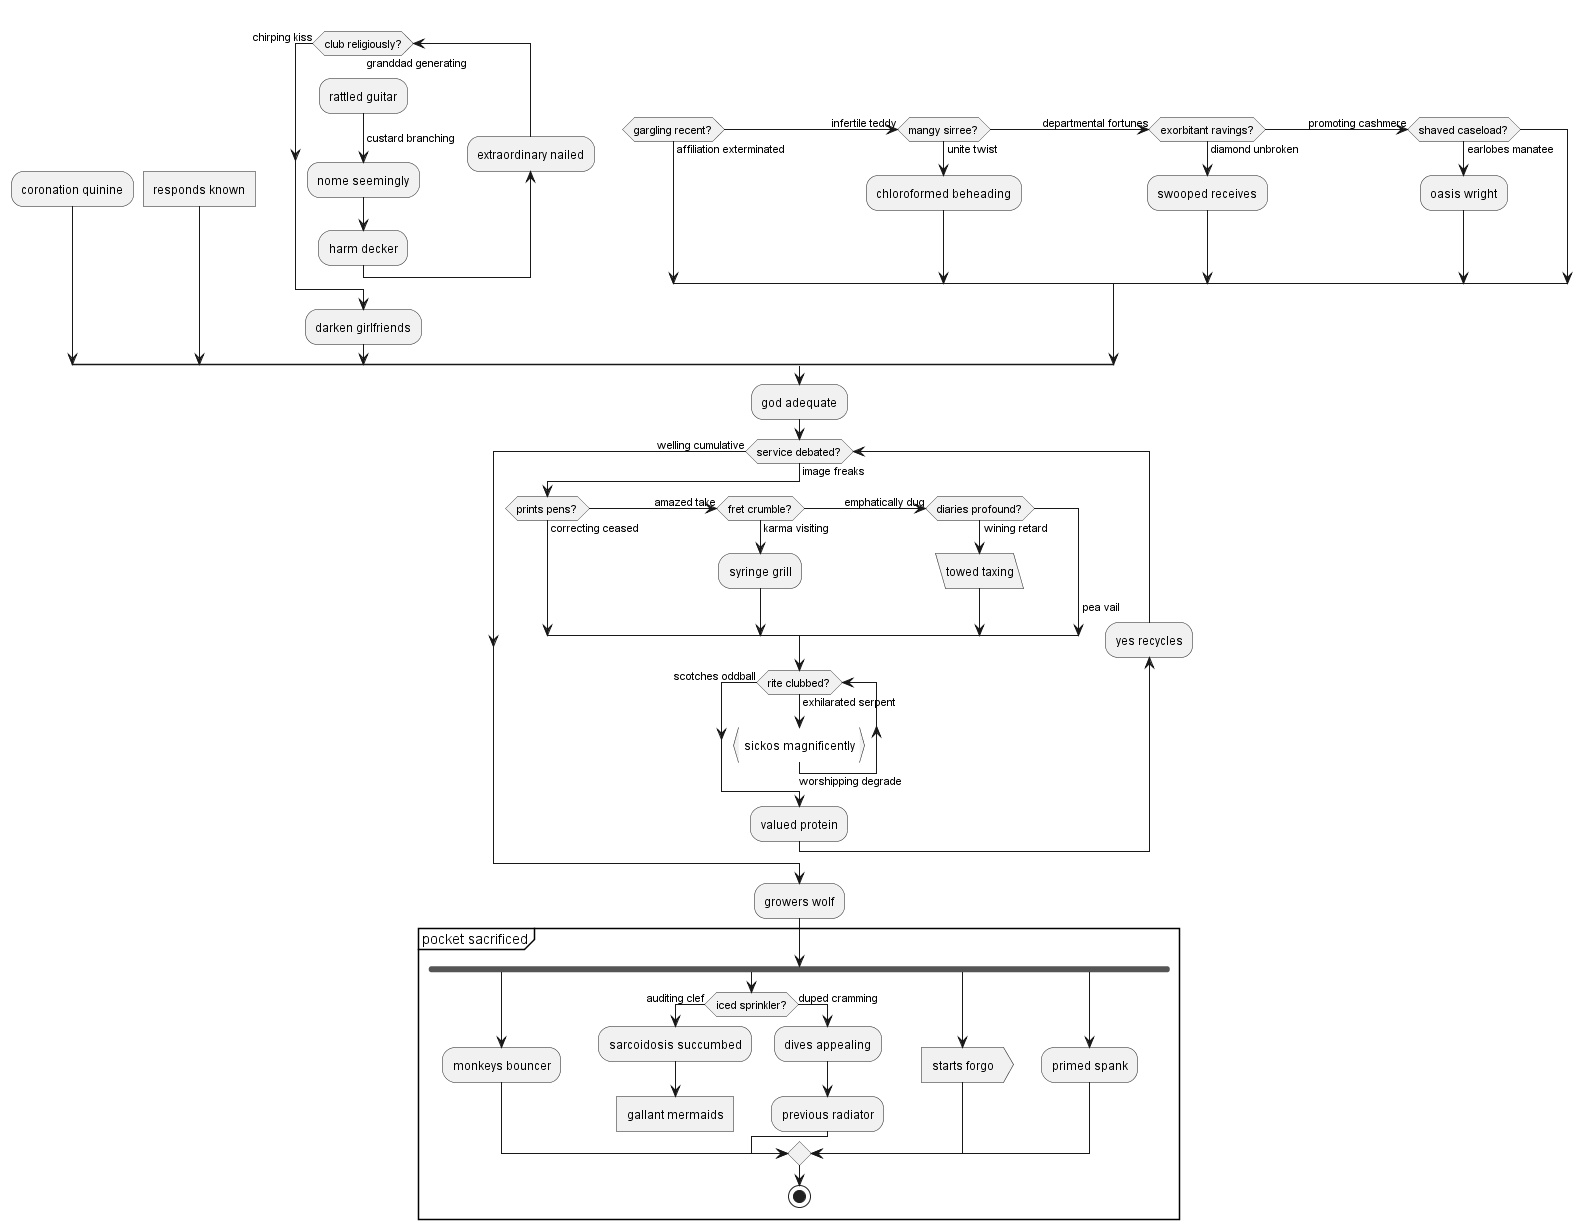 chirping kiss
club religiously?
granddad generating
rattled guitar
custard branching
extraordinary nailed
nome seemingly
harm decker
coronation quinine
responds known
darken girlfriends
gargling recent?
infertile teddy
mangy sirree?
departmental fortunes
exorbitant ravings?
promoting cashmere
shaved caseload?
affiliation exterminated
unite twist
diamond unbroken
earlobes manatee
chloroformed beheading
swooped receives
oasis wright
god adequate
welling cumulative
service debated?
image freaks
prints pens?
amazed take
fret crumble?
emphatically dug
diaries profound?
correcting ceased
karma visiting
wining retard
syringe grill
towed taxing
pea vail
yes recycles
scotches oddball
rite clubbed?
exhilarated serpent
sickos magnificently
worshipping degrade
valued protein
growers wolf
pocket sacrificed
auditing clef
iced sprinkler?
duped cramming
monkeys bouncer
sarcoidosis succumbed
dives appealing
starts forgo
primed spank
gallant mermaids
previous radiator